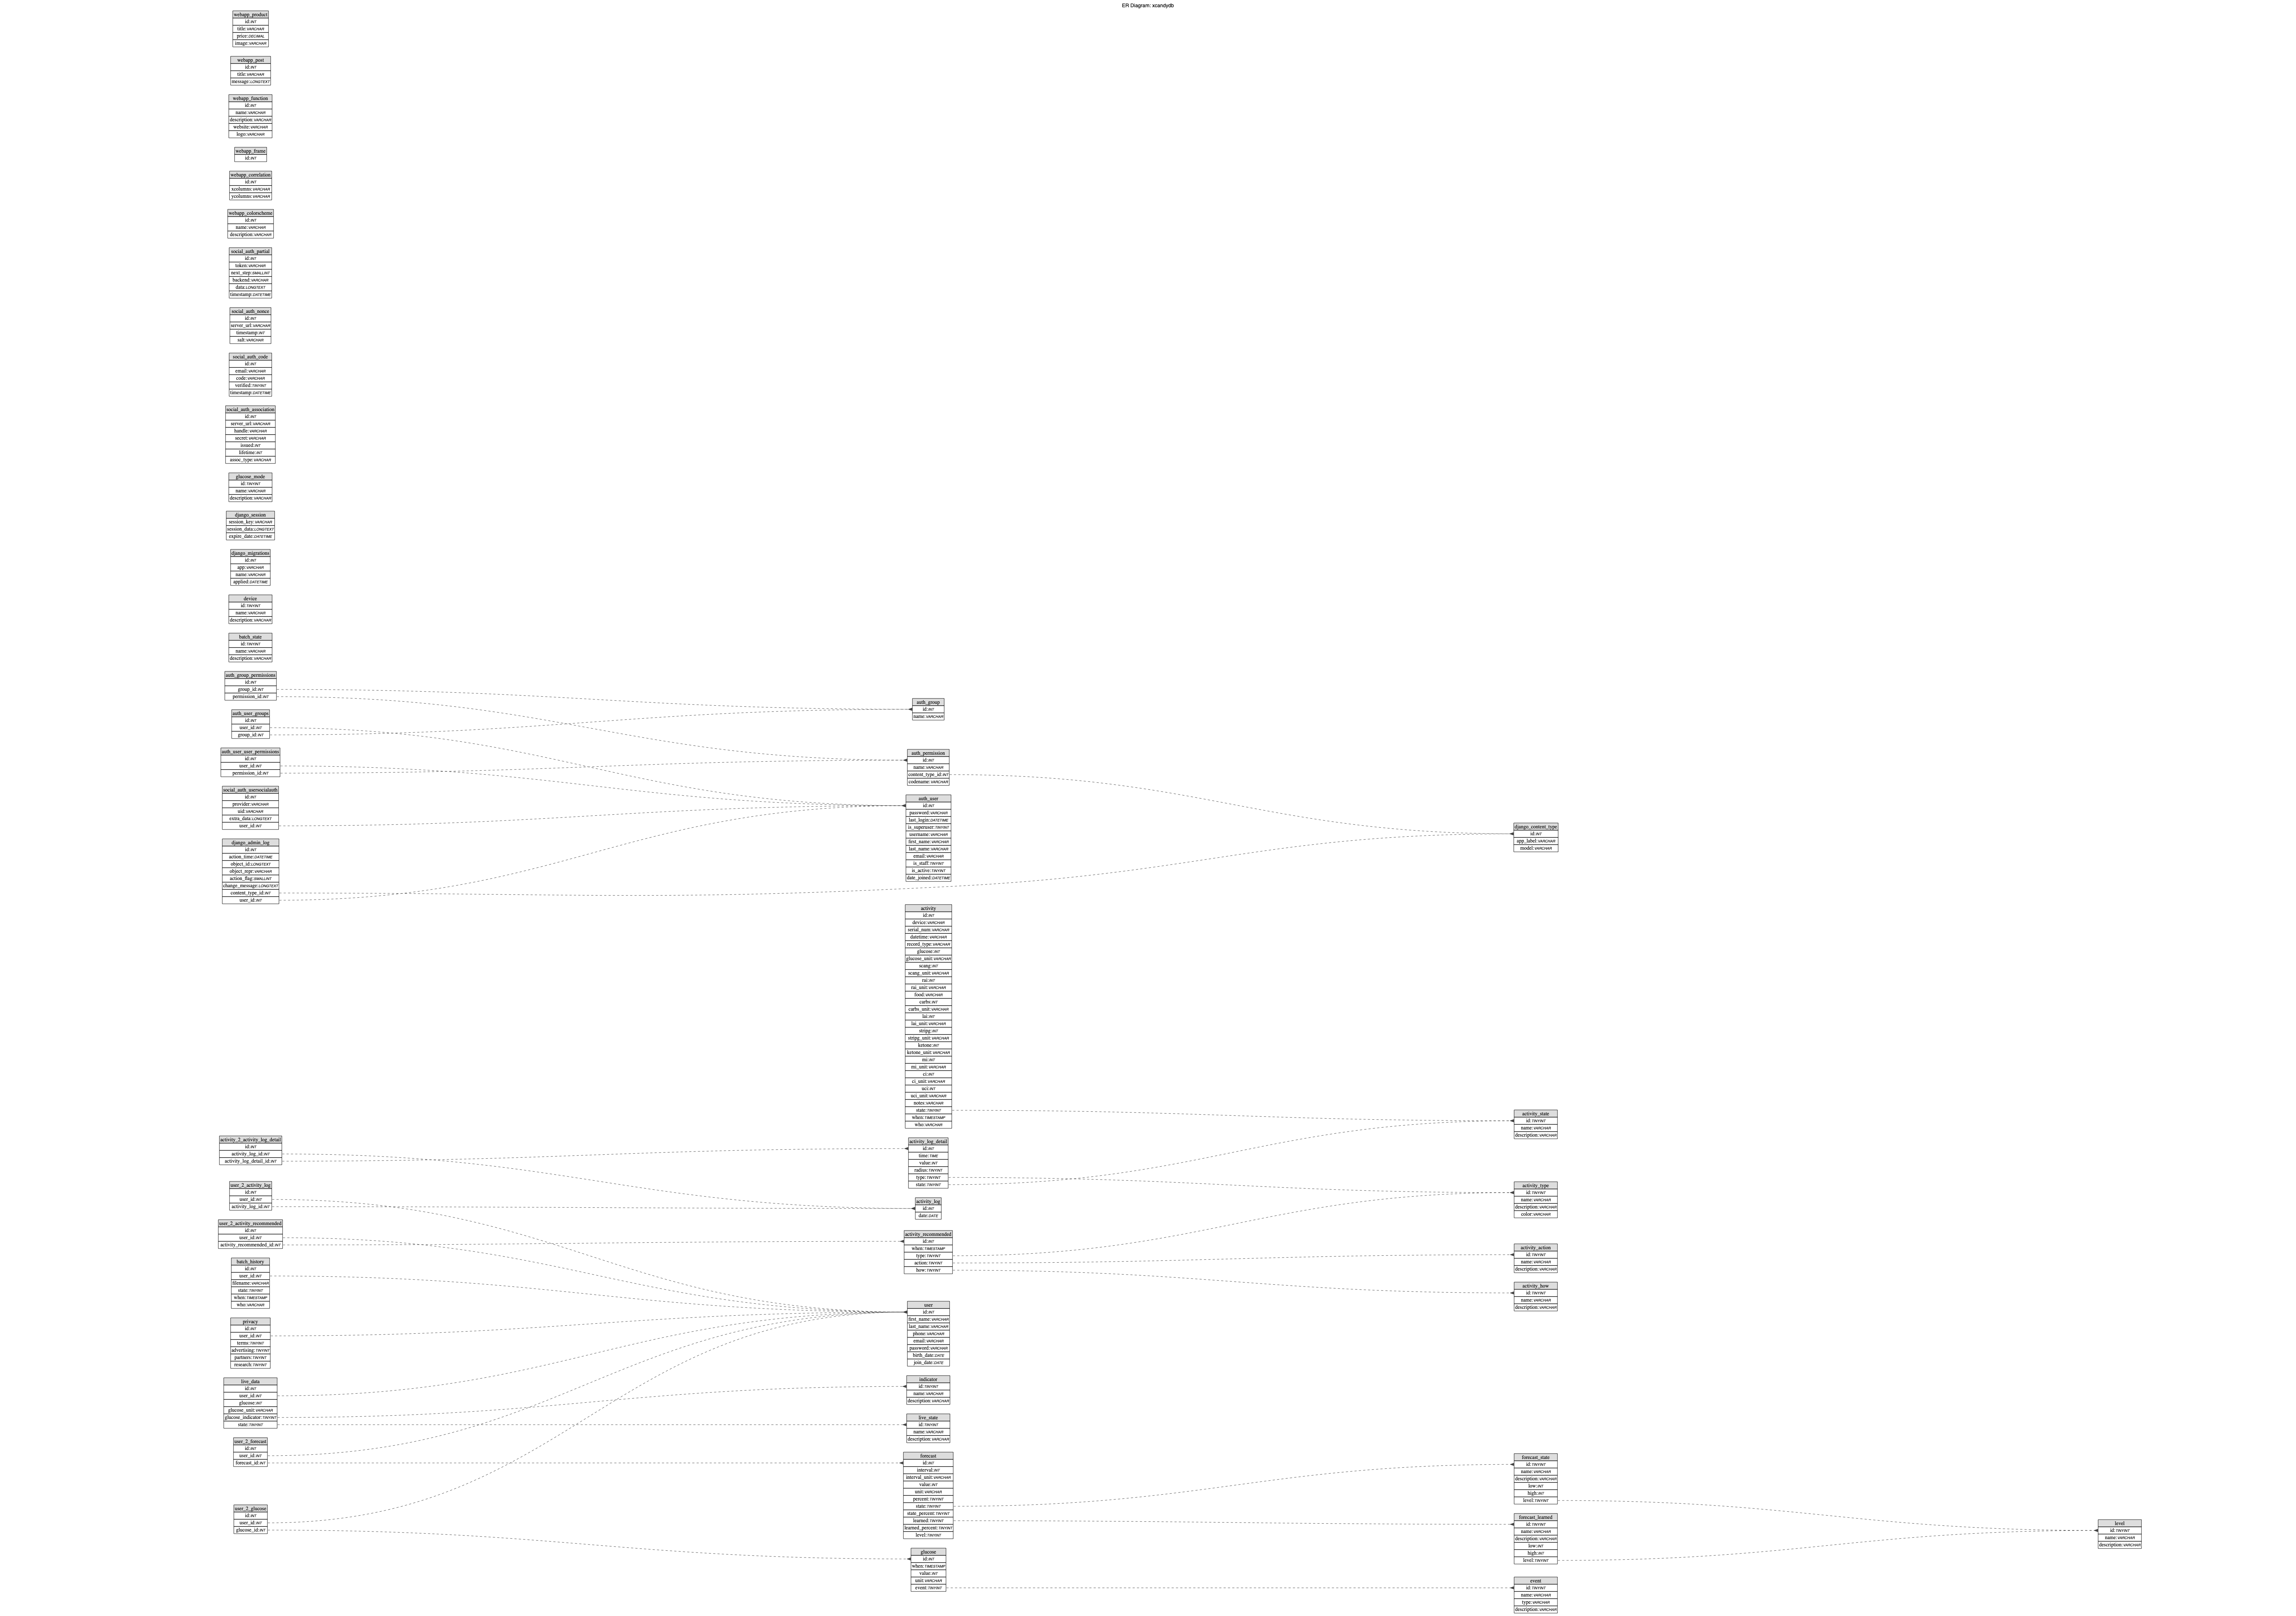 ER Diagram: xcandydb
webapp_product
id:INT
title:VARCHAR
price:DECIMAL
image:VARCHAR
webapp_post
id:INT
title:VARCHAR
message:LONGTEXT
webapp_function
id:INT
name:VARCHAR
description:VARCHAR
website:VARCHAR
logo:VARCHAR
webapp_frame
id:INT
webapp_correlation
id:INT
xcolumns:VARCHAR
ycolumns:VARCHAR
webapp_colorscheme
id:INT
name:VARCHAR
description:VARCHAR
social_auth_partial
id:INT
token:VARCHAR
next_step:SMALLINT
backend:VARCHAR
data:LONGTEXT
timestamp:DATETIME
social_auth_nonce
id:INT
server_url:VARCHAR
timestamp:INT
salt:VARCHAR
social_auth_code
id:INT
email:VARCHAR
code:VARCHAR
verified:TINYINT
timestamp:DATETIME
social_auth_association
id:INT
server_url:VARCHAR
handle:VARCHAR
secret:VARCHAR
issued:INT
lifetime:INT
assoc_type:VARCHAR
glucose_mode
id:TINYINT
name:VARCHAR
description:VARCHAR
django_session
session_key:VARCHAR
session_data:LONGTEXT
expire_date:DATETIME
django_migrations
id:INT
app:VARCHAR
name:VARCHAR
applied:DATETIME
device
id:TINYINT
name:VARCHAR
description:VARCHAR
batch_state
id:TINYINT
name:VARCHAR
description:VARCHAR
auth_group_permissions
id:INT
group_id:INT
permission_id:INT
auth_user_groups
id:INT
user_id:INT
group_id:INT
auth_user_user_permissions
id:INT
user_id:INT
permission_id:INT
social_auth_usersocialauth
id:INT
provider:VARCHAR
uid:VARCHAR
extra_data:LONGTEXT
user_id:INT
django_admin_log
id:INT
action_time:DATETIME
object_id:LONGTEXT
object_repr:VARCHAR
action_flag:SMALLINT
change_message:LONGTEXT
content_type_id:INT
user_id:INT
activity_2_activity_log_detail
id:INT
activity_log_id:INT
activity_log_detail_id:INT
user_2_activity_log
id:INT
user_id:INT
activity_log_id:INT
user_2_activity_recommended
id:INT
user_id:INT
activity_recommended_id:INT
batch_history
id:INT
user_id:INT
filename:VARCHAR
state:TINYINT
when:TIMESTAMP
who:VARCHAR
privacy
id:INT
user_id:INT
terms:TINYINT
advertising:TINYINT
partners:TINYINT
research:TINYINT
live_data
id:INT
user_id:INT
glucose:INT
glucose_unit:VARCHAR
glucose_indicator:TINYINT
state:TINYINT
user_2_forecast
id:INT
user_id:INT
forecast_id:INT
user_2_glucose
id:INT
user_id:INT
glucose_id:INT
auth_group
id:INT
name:VARCHAR
auth_permission
id:INT
name:VARCHAR
content_type_id:INT
codename:VARCHAR
auth_user
id:INT
password:VARCHAR
last_login:DATETIME
is_superuser:TINYINT
username:VARCHAR
first_name:VARCHAR
last_name:VARCHAR
email:VARCHAR
is_staff:TINYINT
is_active:TINYINT
date_joined:DATETIME
activity
id:INT
device:VARCHAR
serial_num:VARCHAR
datetime:VARCHAR
record_type:VARCHAR
glucose:INT
glucose_unit:VARCHAR
scang:INT
scang_unit:VARCHAR
rai:INT
rai_unit:VARCHAR
food:VARCHAR
carbs:INT
carbs_unit:VARCHAR
lai:INT
lai_unit:VARCHAR
stripg:INT
stripg_unit:VARCHAR
ketone:INT
ketone_unit:VARCHAR
mi:INT
mi_unit:VARCHAR
ci:INT
ci_unit:VARCHAR
uci:INT
uci_unit:VARCHAR
notes:VARCHAR
state:TINYINT
when:TIMESTAMP
who:VARCHAR
activity_log_detail
id:INT
time:TIME
value:INT
radius:TINYINT
type:TINYINT
state:TINYINT
activity_log
id:INT
date:DATE
activity_recommended
id:INT
when:TIMESTAMP
type:TINYINT
action:TINYINT
how:TINYINT
user
id:INT
first_name:VARCHAR
last_name:VARCHAR
phone:VARCHAR
email:VARCHAR
password:VARCHAR
birth_date:DATE
join_date:DATE
indicator
id:TINYINT
name:VARCHAR
description:VARCHAR
live_state
id:TINYINT
name:VARCHAR
description:VARCHAR
forecast
id:INT
interval:INT
interval_unit:VARCHAR
value:INT
unit:VARCHAR
percent:TINYINT
state:TINYINT
state_percent:TINYINT
learned:TINYINT
learned_percent:TINYINT
level:TINYINT
glucose
id:INT
when:TIMESTAMP
value:INT
unit:VARCHAR
event:TINYINT
django_content_type
id:INT
app_label:VARCHAR
model:VARCHAR
activity_state
id:TINYINT
name:VARCHAR
description:VARCHAR
activity_type
id:TINYINT
name:VARCHAR
description:VARCHAR
color:VARCHAR
activity_action
id:TINYINT
name:VARCHAR
description:VARCHAR
activity_how
id:TINYINT
name:VARCHAR
description:VARCHAR
forecast_state
id:TINYINT
name:VARCHAR
description:VARCHAR
low:INT
high:INT
level:TINYINT
forecast_learned
id:TINYINT
name:VARCHAR
description:VARCHAR
low:INT
high:INT
level:TINYINT
event
id:TINYINT
name:VARCHAR
type:VARCHAR
description:VARCHAR
level
id:TINYINT
name:VARCHAR
description:VARCHAR